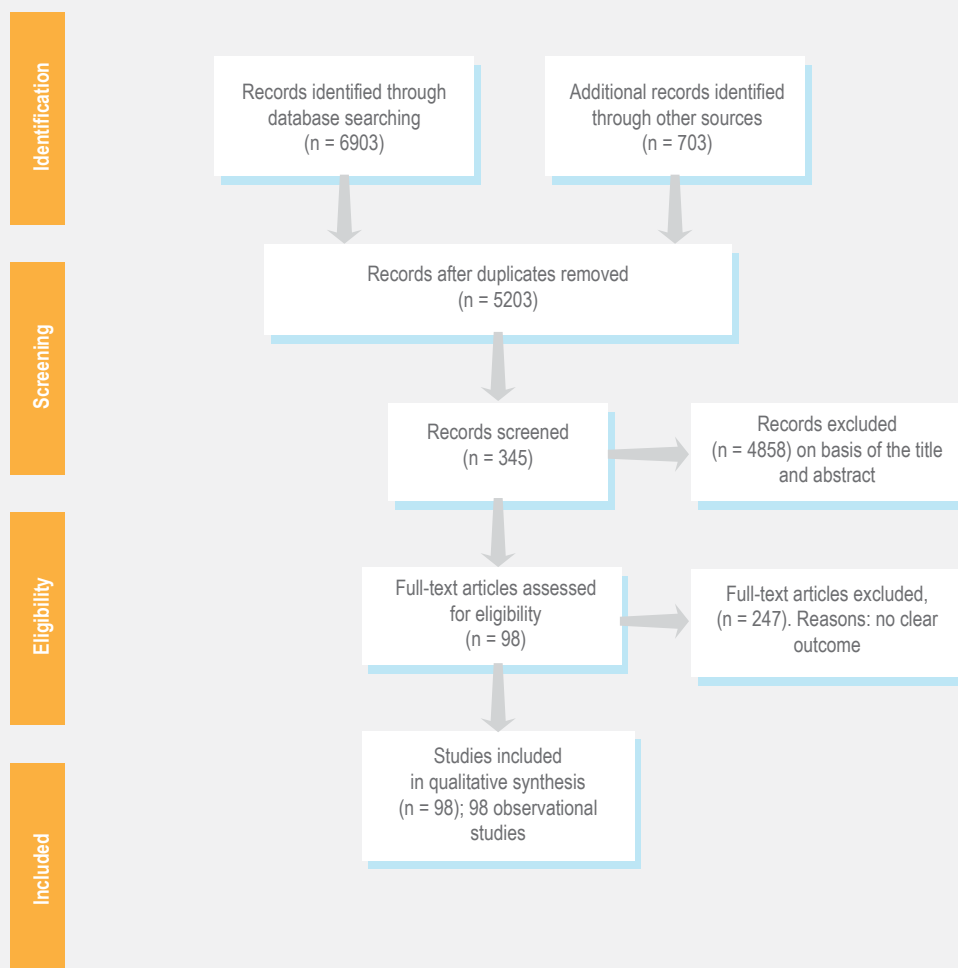 Identification
Records identified through
database searching
(n = 6903)
Additional records identified
through other sources
(n = 703)
Screening
Records after duplicates removed
(n = 5203)
Records screened
(n = 345)
Records excluded
(n = 4858) on basis of the title
and abstract
Eligibility
Full-text articles assessed
for eligibility
(n = 98)
Full-text articles excluded,
(n = 247). Reasons: no clear
outcome
Included
Studies included
in qualitative synthesis
(n = 98); 98 observational
studies